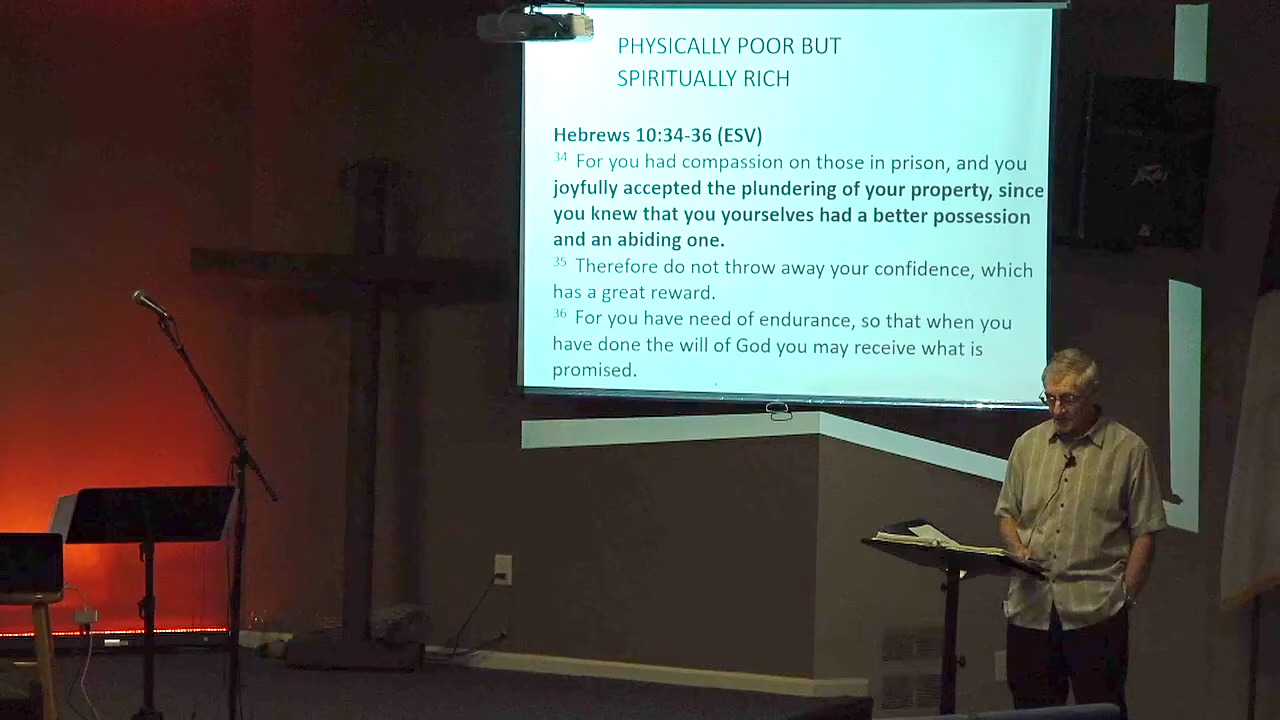 PHYSICALLY POOR BUT
SPIRITUALLY RICH
Hebrews 10:34-36 (ESV)
34 For you had compassion on those in prison, and you
joyfully accepted the plundering of your property, since
you knew that you yourselves had a better possession
and an abiding one.
35 Therefore do not throw away your confidence, which
has a great reward.
36 For you have need of endurance, so that when you
have done the will of God you may receive what is
promised.
PEAVEY